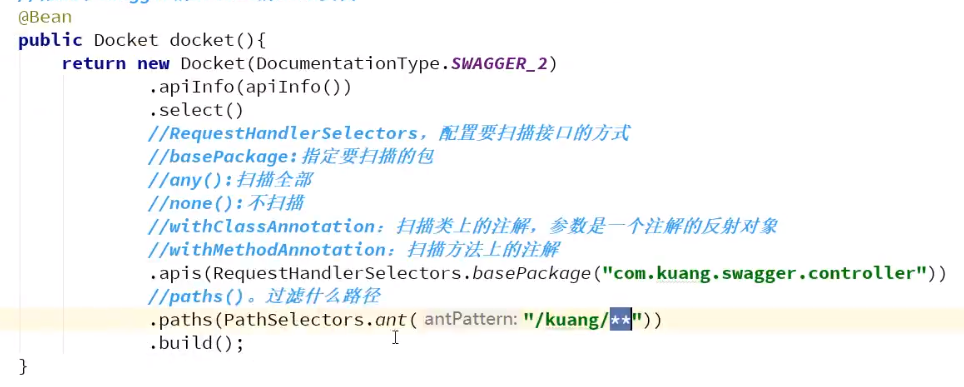 @Bean
public Docket docket(){
return new Docket(DocumentationType.SWAGGER_2)
.apiInfo(apiInfo())
.select()
//RequestHandlerSelectors，配置要扫描接口的方式
//basePackage:指定要扫描的包
//any():扫描全部
//none():不扫描
//withClassAnnotation：扫描类上的注解，参数是一个注解的反射对象
//withMethodAnnotation：扫描方法上的注解
.apis(RequestHandlerSelectors.basePackage("com.kuang.swagger.controller"))
//paths()。过滤什么路径
.paths(PathSelectors.ant( antPattern: "/kuang/**"))
.build();
}